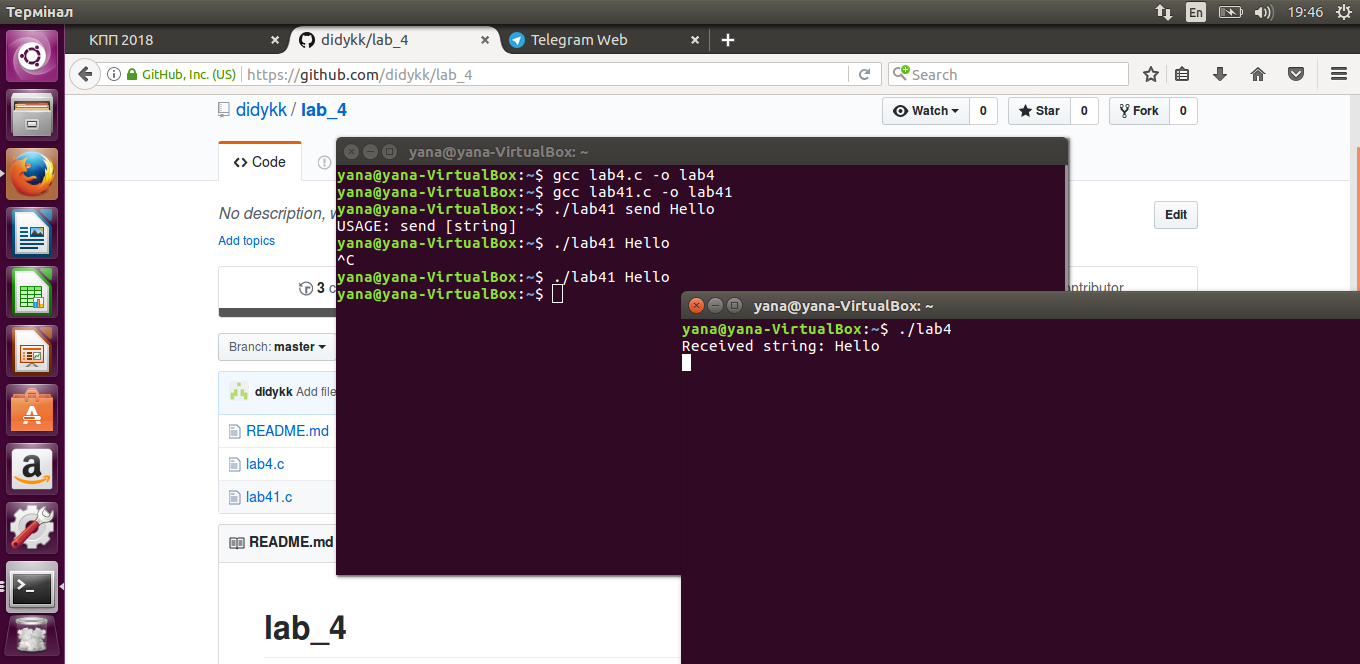 Термінал
En
19:46
КПП 2018
didykk/lab_4
Telegram Web
GitHub, Inc. (US)
https://github.com/didykk/lab_4
Search
didykk / lab_4
Watch
0
Star
0
Fork
0
Code
No description,
Edit
Add topics
3
ntributor
Branch: master
didykk Add file
README.md
lab4.c
lab41.c
README.md
lab_4
yana@yana-VirtualBox: ~
yana@yana-VirtualBox:~$ gcc lab4.c -o lab4
yana@yana-VirtualBox:~$ gcc lab41.c -o lab41
yana@yana-VirtualBox:~$ ./lab41 send Hello
USAGE: send [string]
yana@yana-VirtualBox:~$ ./lab41 Hello
^C
yana@yana-VirtualBox:~$ ./lab41 Hello
yana@yana-VirtualBox:~$
yana@yana-VirtualBox: ~
yana@yana-VirtualBox:~$ ./lab4
Received string: Hello